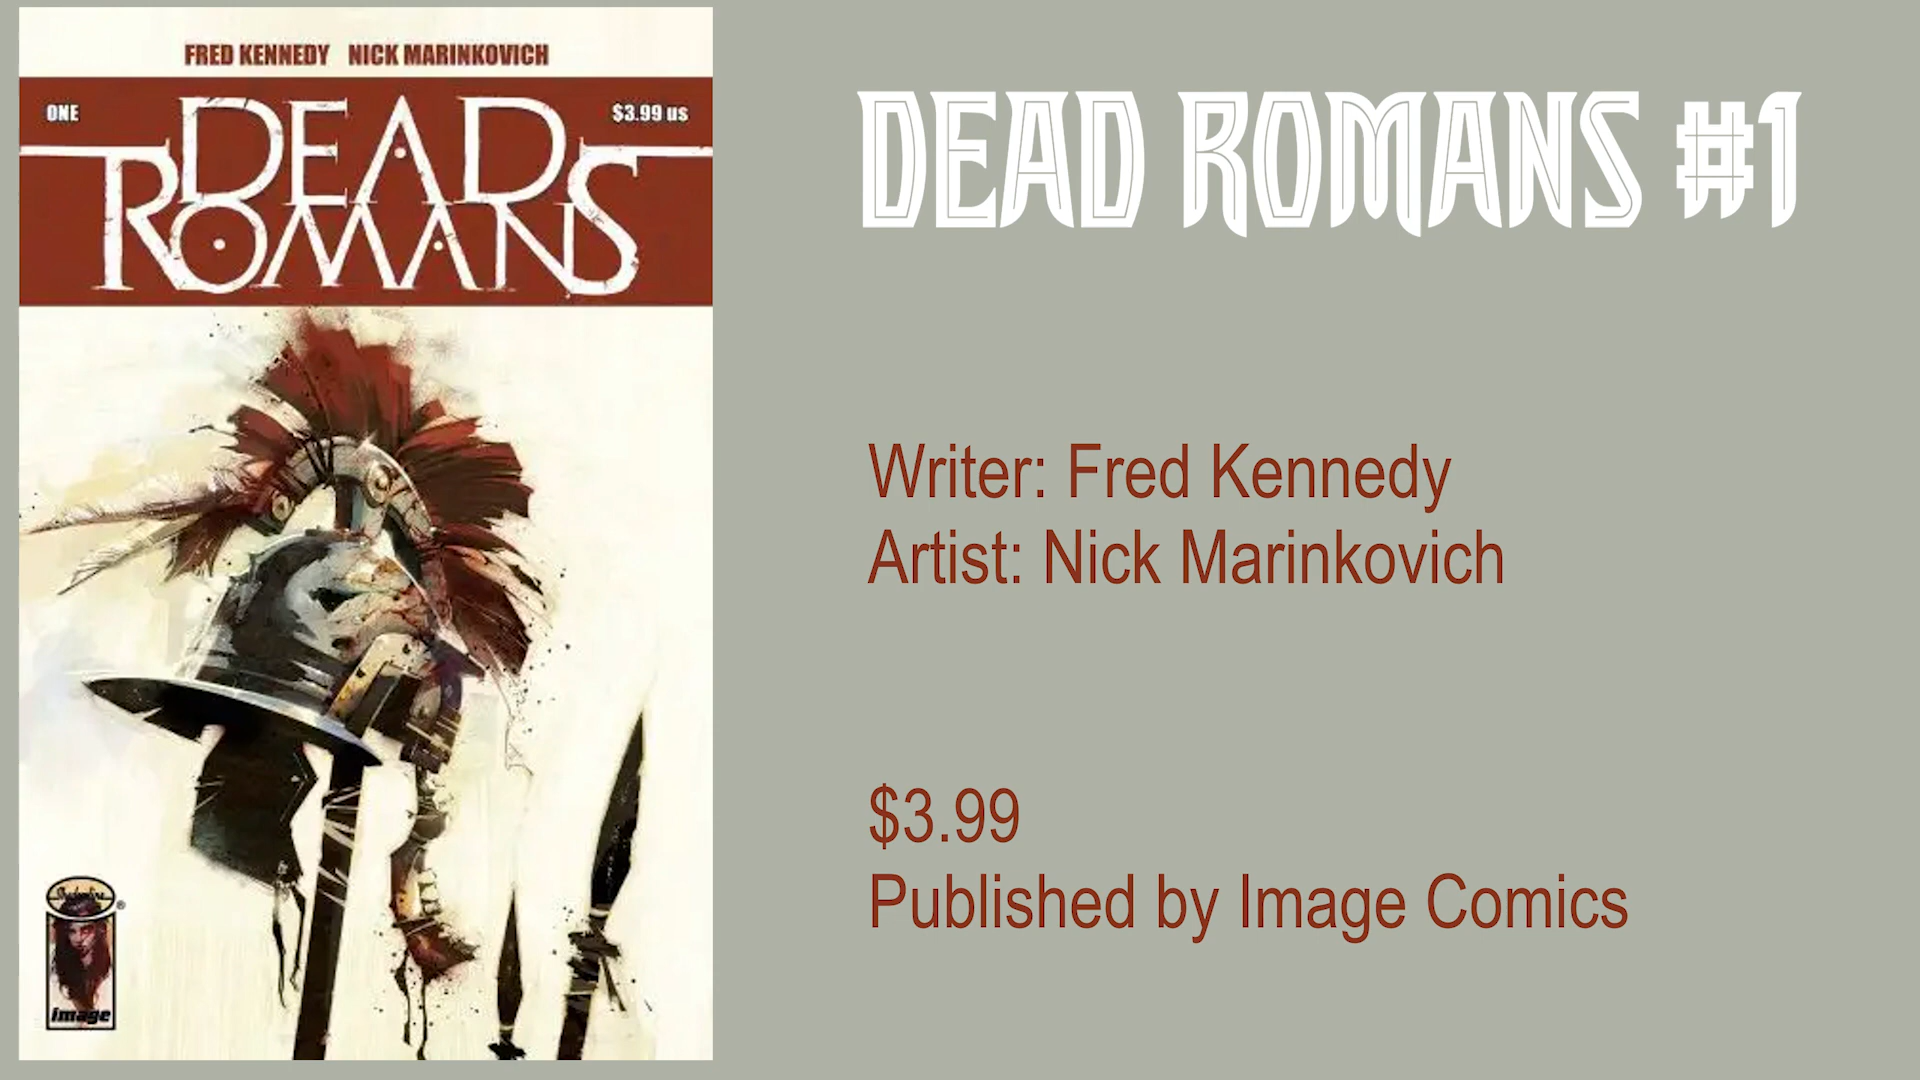 FRED KENNEDY NICK MARINKOVICH
ONE
$3.99 us
DEAD
ROMANS
Shadowline
®
image
DEAD ROMANS #1
Writer: Fred Kennedy
Artist: Nick Marinkovich
$3.99
Published by Image Comics